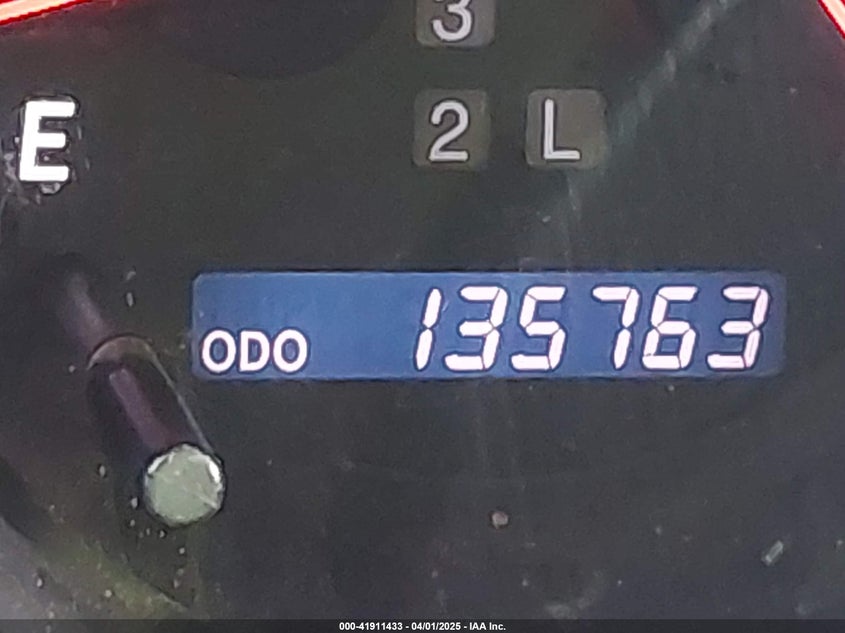 3
2 L
E
ODO 135763
000-41911433 - 04/01/2025 - IAA Inc.